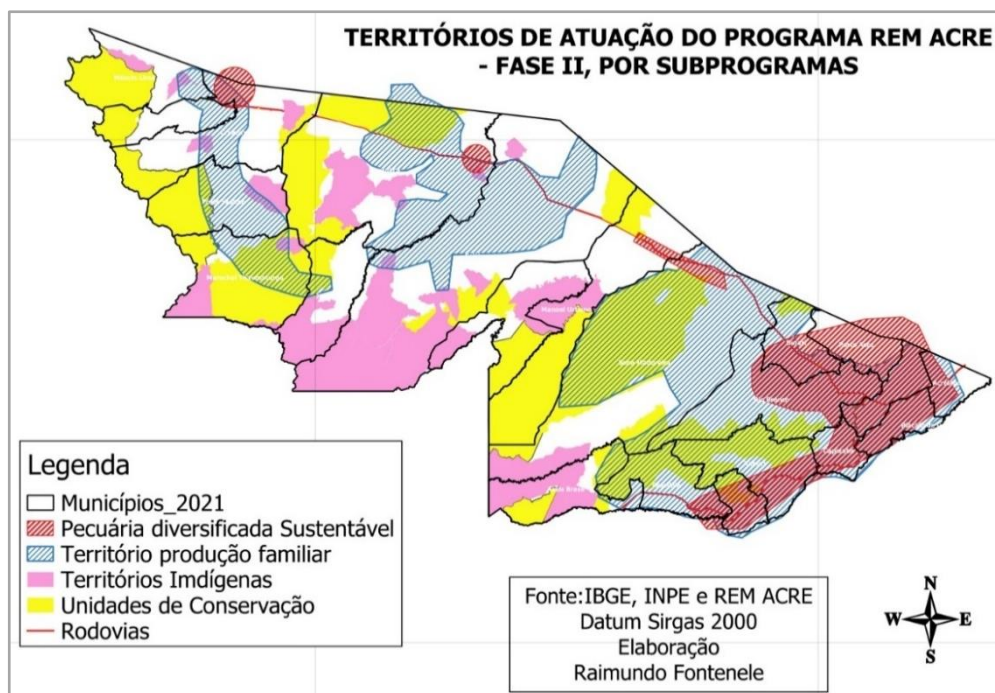 TERRITÓRIOS DE ATUAÇÃO DO PROGRAMA REM ACRE
- FASE II, POR SUBPROGRAMAS
Legenda
Municípios_2021
Pecuária diversificada Sustentável
Território produção familiar
Territórios Imdígenas
Unidades de Conservação
Rodovias
Fonte:IBGE, INPE e REM ACRE
Datum Sirgas 2000
Elaboração
Raimundo Fontenele
N
W E
S